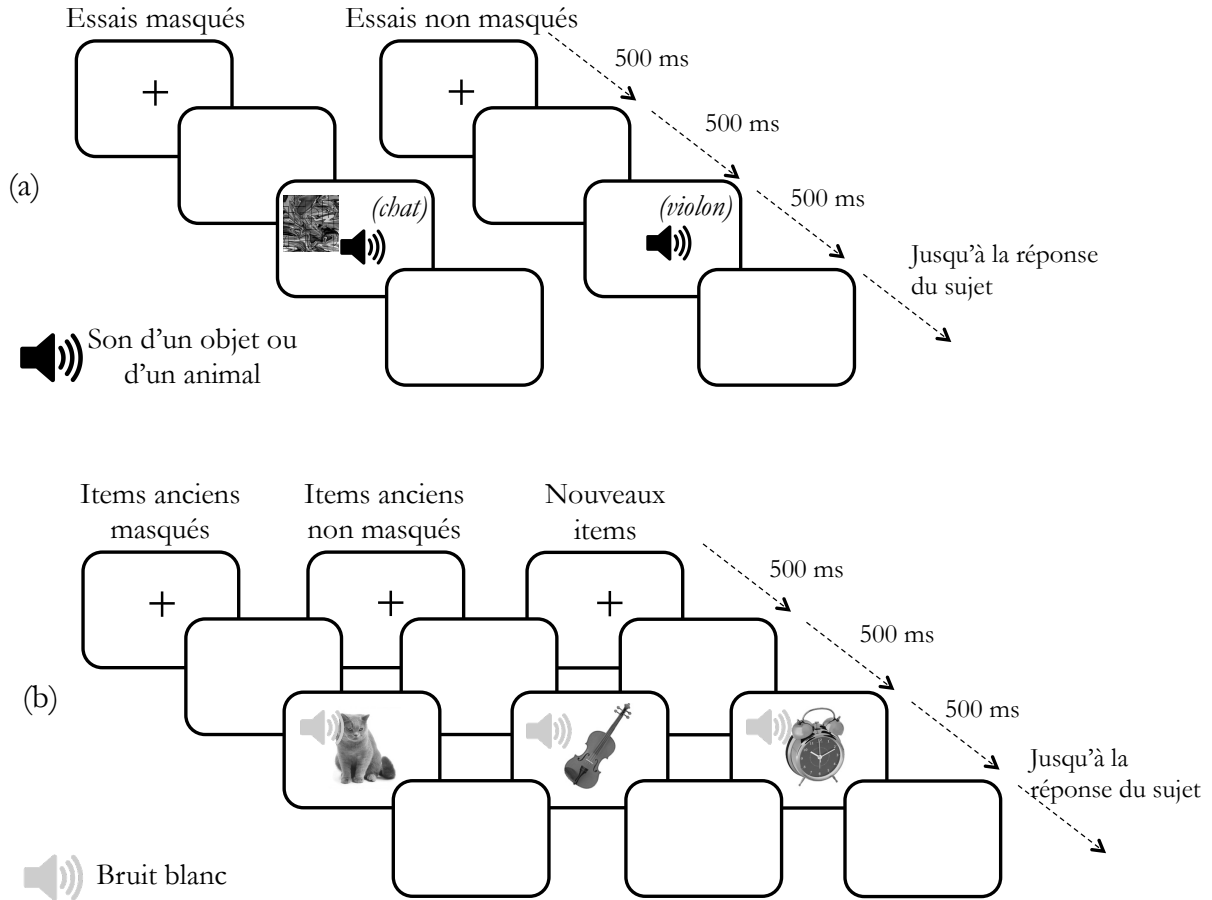 Essais masqués
Essais non masqués
500 ms
500 ms
500 ms
Jusqu'à la réponse
du sujet
(a)
(chat)
(violon)
Son d'un objet ou
d'un animal
Items anciens
masqués
Items anciens
non masqués
Nouveaux
items
500 ms
500 ms
500 ms
Jusqu'à la
réponse du sujet
(b)
Bruit blanc